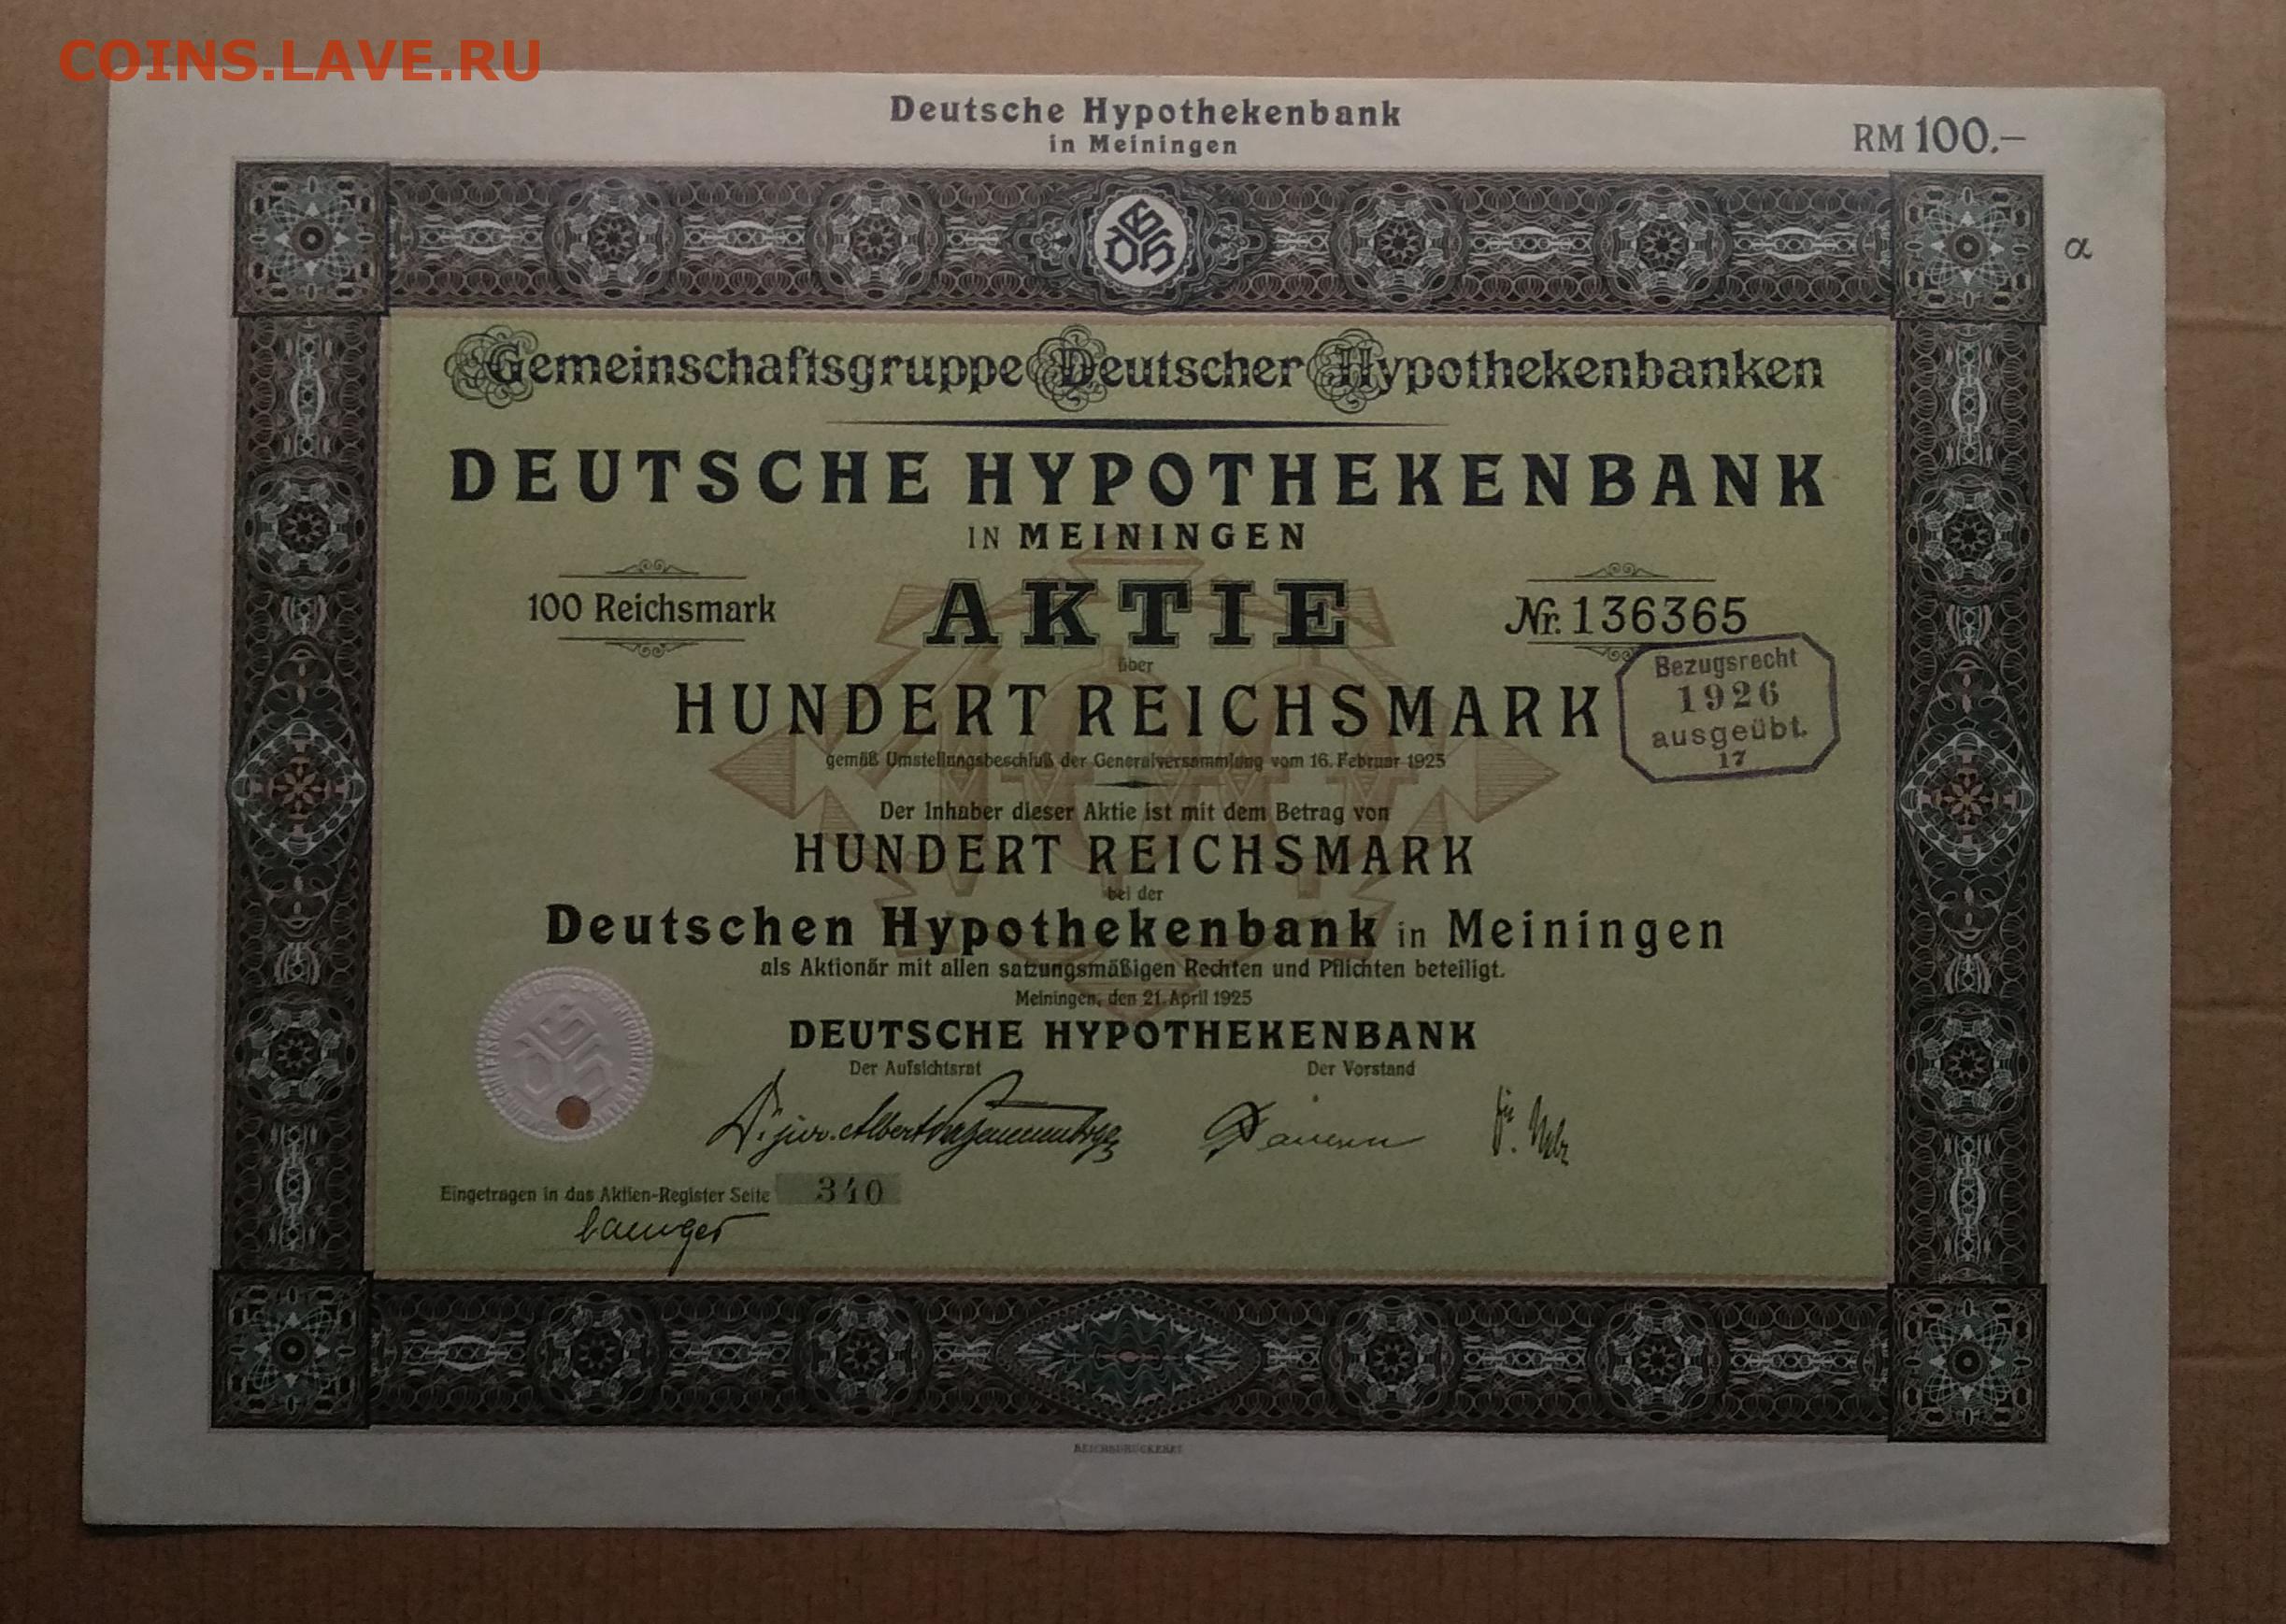 COINS.LAVE.RU
Deutsche Hypothekenbank
in Meiningen
RM 100.–
α
Gemeinschaftsgruppe Deutscher Hypothekenbanken
DEUTSCHE HYPOTHEKENBANK
IN MEININGEN
100 Reichsmark
AKTIE
Nr. 136365
über
HUNDERT REICHSMARK
Bezugsrecht
1926
ausgeübt.
17
gemäß Umstellungsbeschluß der Generalversammlung vom 16. Februar 1925
Der Inhaber dieser Aktie ist mit dem Betrag von
HUNDERT REICHSMARK
bei der
Deutschen Hypothekenbank in Meiningen
als Aktionär mit allen satzungsmäßigen Rechten und Pflichten beteiligt.
Meiningen, den 21. April 1925
DEUTSCHE HYPOTHEKENBANK
Der Aufsichtsrat
Der Vorstand
Eingetragen in das Aktien-Register Seite 340
REICHSDRUCKEREI